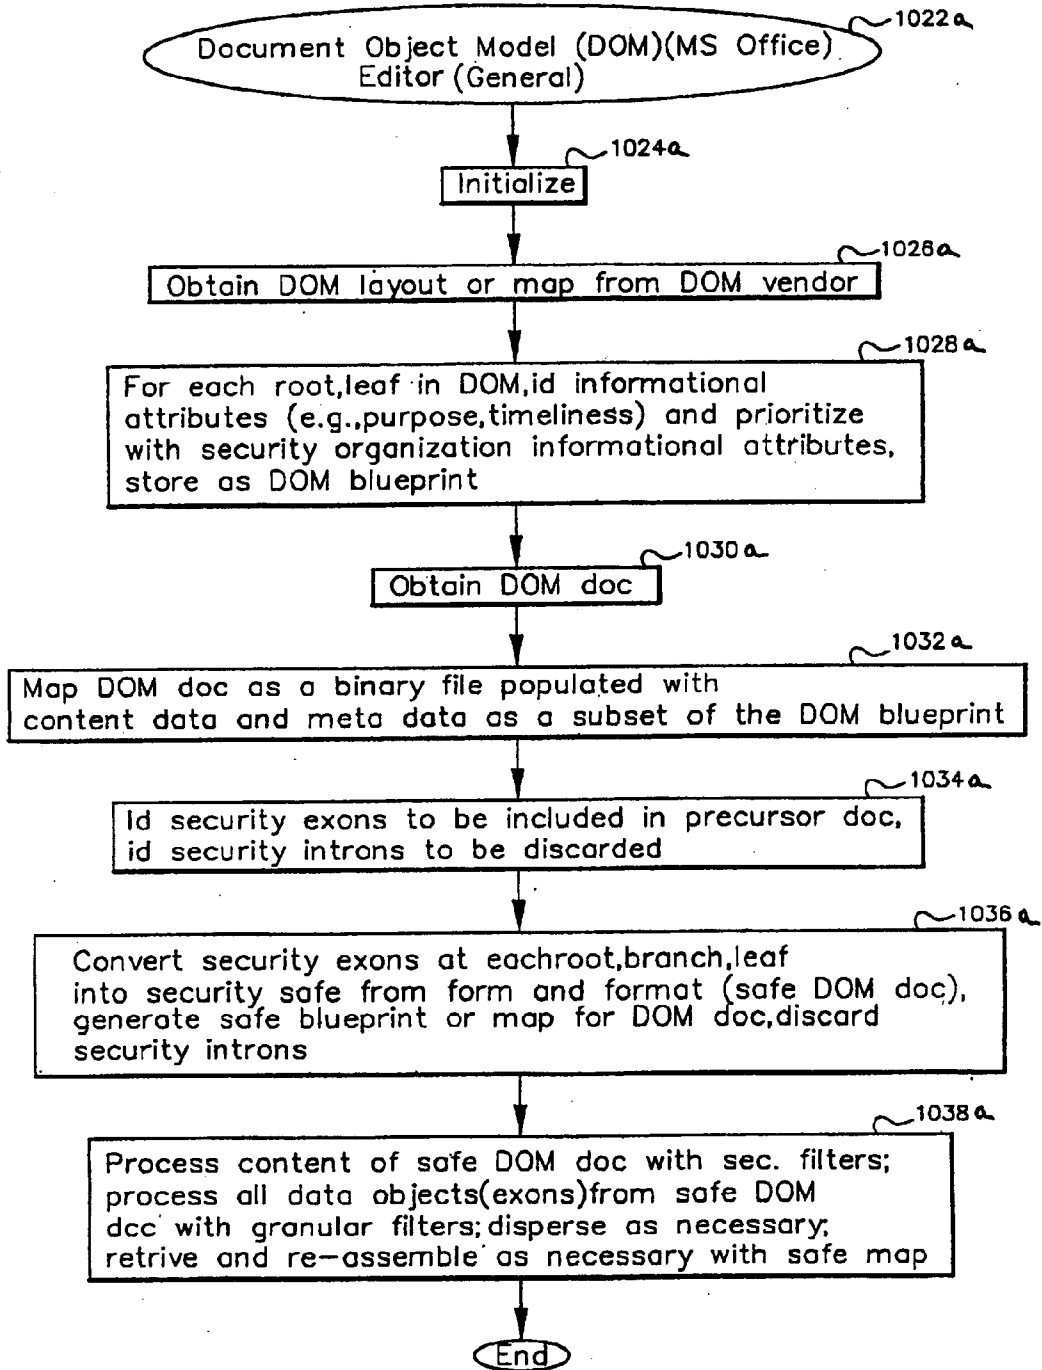 1022a
Document Object Model (DOM)(MS Office)
Editor (General)
1024a
Initialize
1026a
Obtain DOM layout or map from DOM vendor
1028a
For each root,leaf in DOM,id informational
attributes (e.g.,purpose,timeliness) and prioritize
with security organization informational attributes,
store as DOM blueprint
1030a
Obtain DOM doc
1032a
Map DOM doc as a binary file populated with
content data and meta data as a subset of the DOM blueprint
1034a
Id security exons to be included in precursor doc,
id security introns to be discarded
1036a
Convert security exons at eachroot,branch,leaf
into security safe from form and format (safe DOM doc),
generate safe blueprint or map for DOM doc,discard
security introns
1038a
Process content of safe DOM doc with sec. filters;
process all data objects(exons)from safe DOM
dcc with granular filters; disperse as necessary;
retrive and re-assemble as necessary with safe map
End